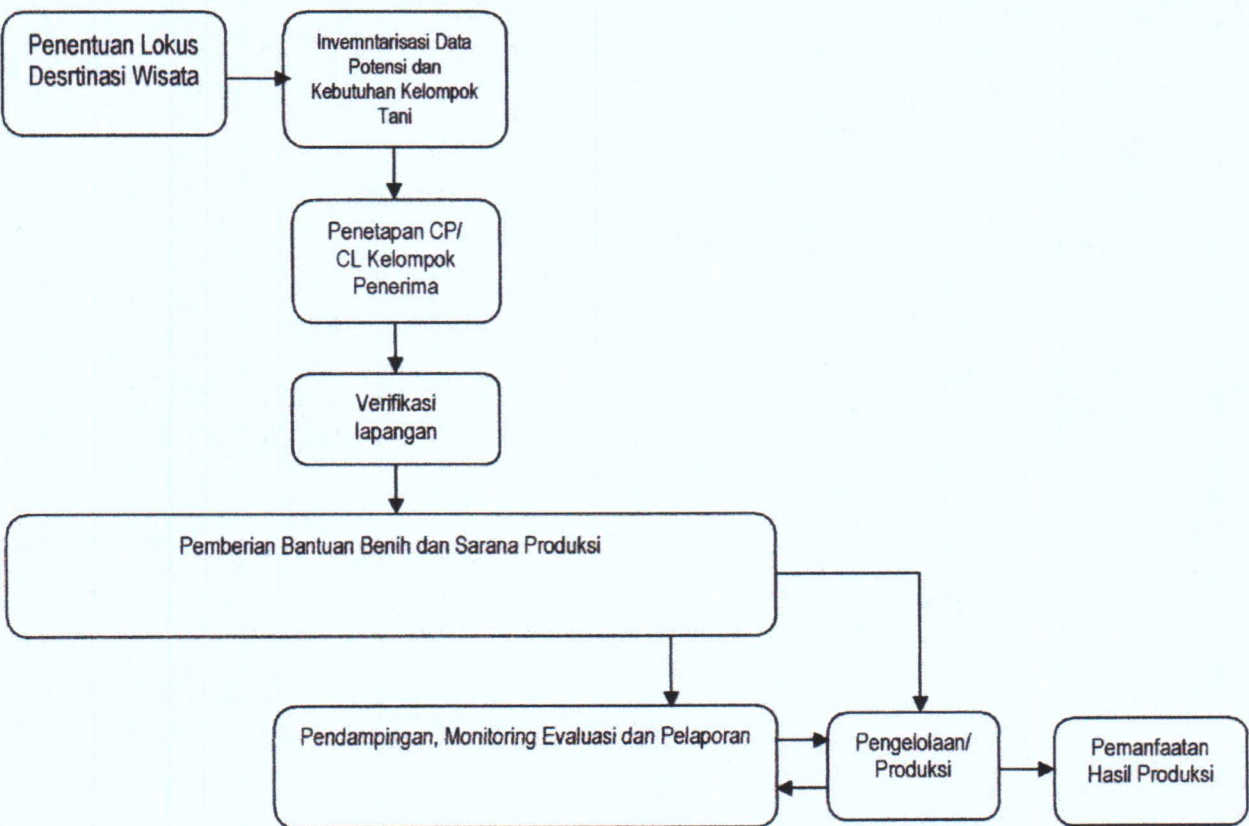 Penentuan Lokus
Desrtinasi Wisata
Invemntarisasi Data
Potensi dan
Kebutuhan Kelompok
Tani
Penetapan CP/
CL Kelompok
Penerima
Verifikasi
lapangan
Pemberian Bantuan Benih dan Sarana Produksi
Pendampingan, Monitoring Evaluasi dan Pelaporan
Pengelolaan/
Produksi
Pemanfaatan
Hasil Produksi